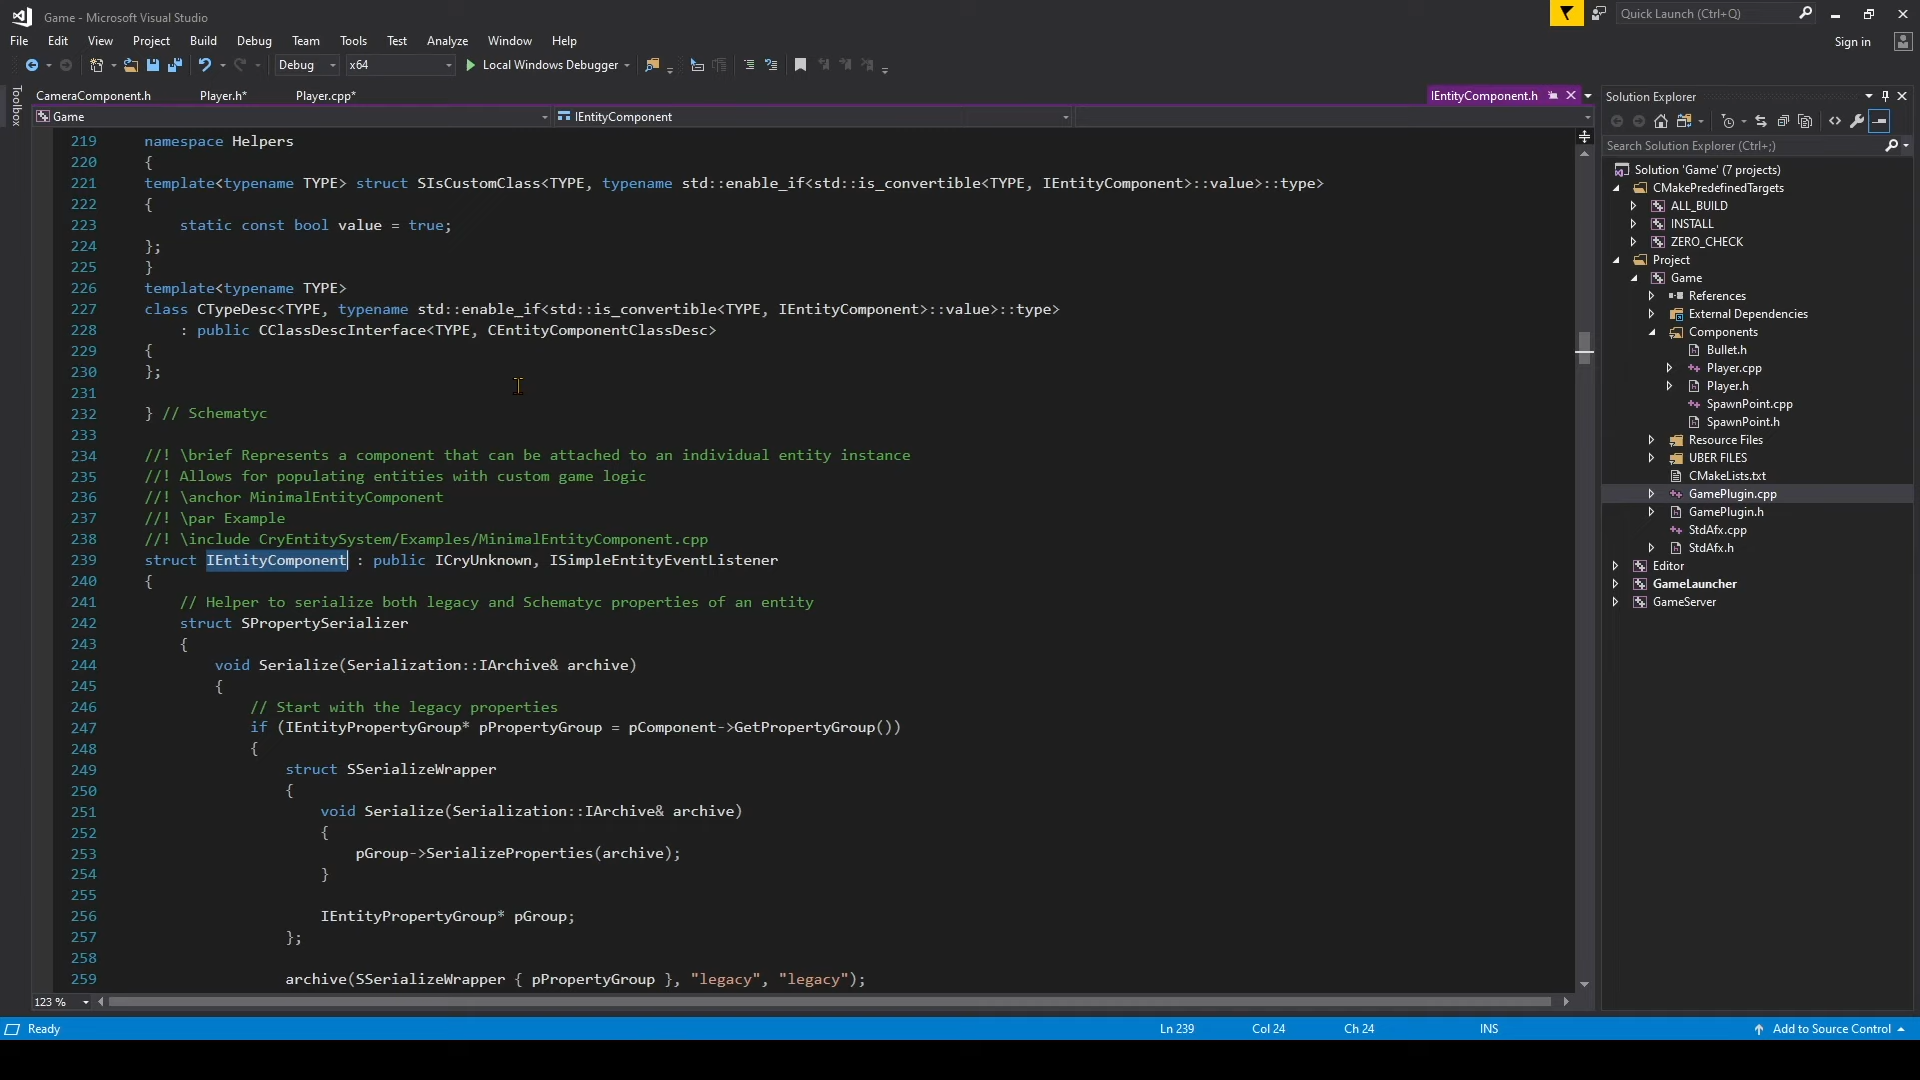 Game - Microsoft Visual Studio
Quick Launch (Ctrl+Q)
File Edit View Project Build Debug Team Tools Test Analyze Window Help
Sign in
Debug x64 Local Windows Debugger
Toolbox
CameraComponent.h Player.h* Player.cpp* IEntityComponent.h
Game IEntityComponent
219 namespace Helpers
220 {
221 template<typename TYPE> struct SIsCustomClass<TYPE, typename std::enable_if<std::is_convertible<TYPE, IEntityComponent>::value>::type>
222 {
223 static const bool value = true;
224 };
225 }
226 template<typename TYPE>
227 class CTypeDesc<TYPE, typename std::enable_if<std::is_convertible<TYPE, IEntityComponent>::value>::type>
228 : public CClassDescInterface<TYPE, CEntityComponentClassDesc>
229 {
230 };
231
232 } // Schematyc
233
234 //! \brief Represents a component that can be attached to an individual entity instance
235 //! Allows for populating entities with custom game logic
236 //! \anchor MinimalEntityComponent
237 //! \par Example
238 //! \include CryEntitySystem/Examples/MinimalEntityComponent.cpp
239 struct IEntityComponent : public ICryUnknown, ISimpleEntityEventListener
240 {
241 // Helper to serialize both legacy and Schematyc properties of an entity
242 struct SPropertySerializer
243 {
244 void Serialize(Serialization::IArchive& archive)
245 {
246 // Start with the legacy properties
247 if (IEntityPropertyGroup* pPropertyGroup = pComponent->GetPropertyGroup())
248 {
249 struct SSerializeWrapper
250 {
251 void Serialize(Serialization::IArchive& archive)
252 {
253 pGroup->SerializeProperties(archive);
254 }
255
256 IEntityPropertyGroup* pGroup;
257 };
258
259 archive(SSerializeWrapper { pPropertyGroup }, "legacy", "legacy");
123 %
Solution Explorer
Search Solution Explorer (Ctrl+;)
Solution 'Game' (7 projects)
CMakePredefinedTargets
ALL_BUILD
INSTALL
ZERO_CHECK
Project
Game
References
External Dependencies
Components
Bullet.h
Player.cpp
Player.h
SpawnPoint.cpp
SpawnPoint.h
Resource Files
UBER FILES
CMakeLists.txt
GamePlugin.cpp
GamePlugin.h
StdAfx.cpp
StdAfx.h
Editor
GameLauncher
GameServer
Ready Ln 239 Col 24 Ch 24 INS Add to Source Control